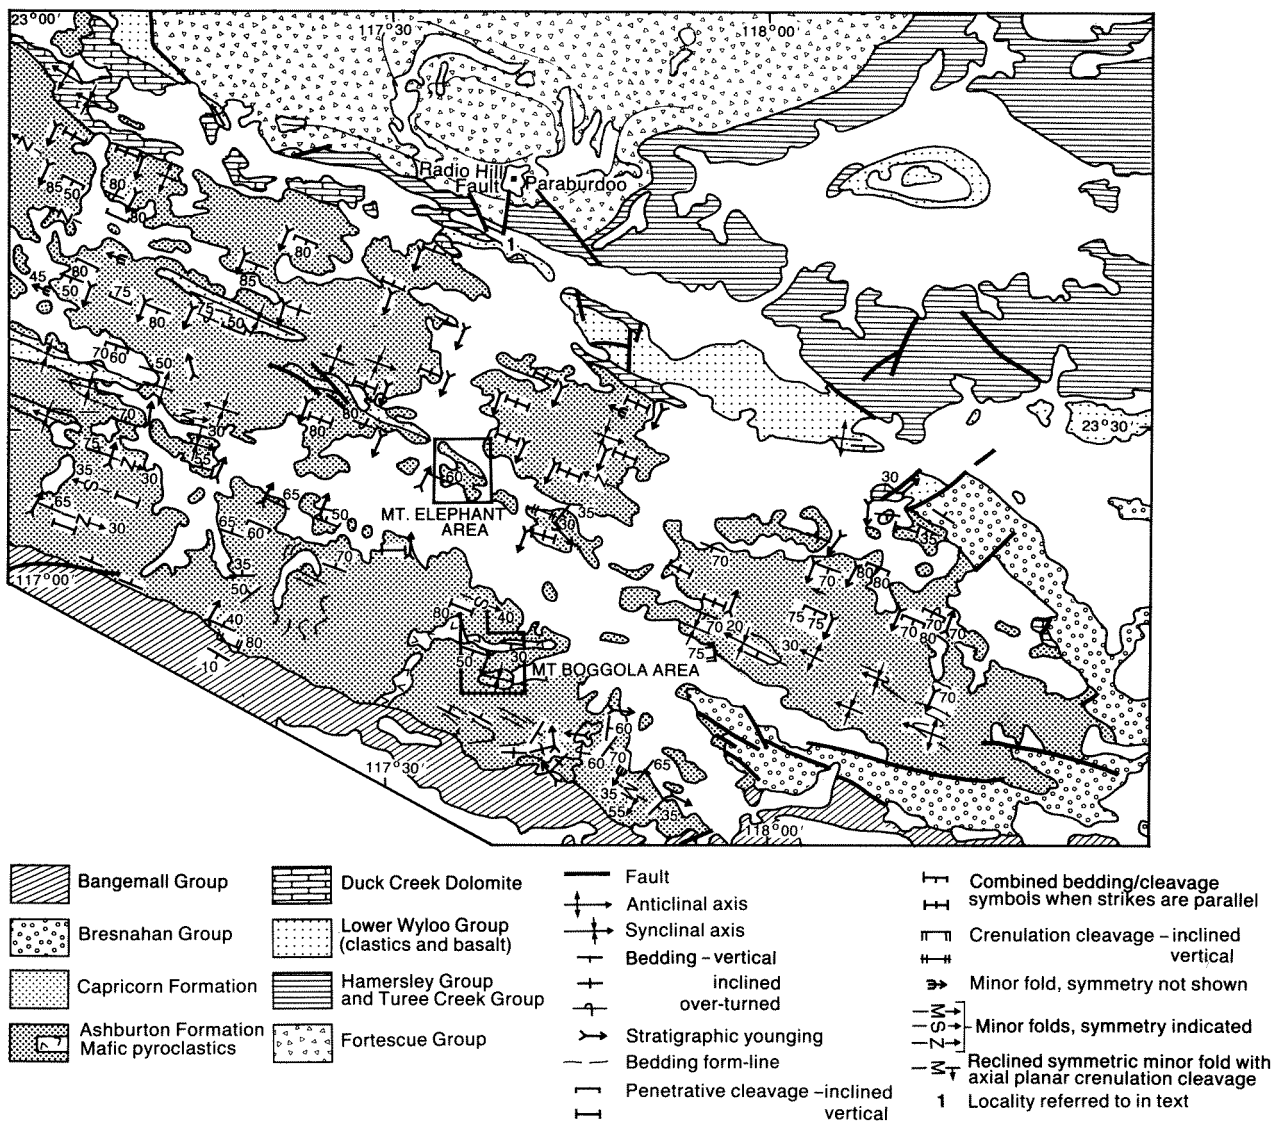 23°00′
117°30′
118°00′
Radio Hill
Fault
Paraburdoo
1
85
50
80
80
80
45
80
50
75
80
85
75
50
70
60
50
80
80
70
30
55
75
35
30
65
30
60
65
50
65
60
35
50
70
35
30
23°30′
30
35
MT. ELEPHANT
AREA
117°00′
40
80
10
80
40
50
30
MT BOGGOLA AREA
70
70
80
80
75
75
70
20
30
75
70
70
80
70
70
60
60
70
65
35
55
35
117°30′
118°00′
Bangemall Group
Bresnahan Group
Capricorn Formation
Ashburton Formation
Mafic pyroclastics
Duck Creek Dolomite
Lower Wyloo Group
(clastics and basalt)
Hamersley Group
and Turee Creek Group
Fortescue Group
Fault
Anticlinal axis
Synclinal axis
Bedding – vertical
inclined
over-turned
Stratigraphic younging
Bedding form-line
Penetrative cleavage – inclined
vertical
Combined bedding/cleavage
symbols when strikes are parallel
Crenulation cleavage – inclined
vertical
Minor fold, symmetry not shown
M
S
Z
Minor folds, symmetry indicated
M
Reclined symmetric minor fold with
axial planar crenulation cleavage
1 Locality referred to in text